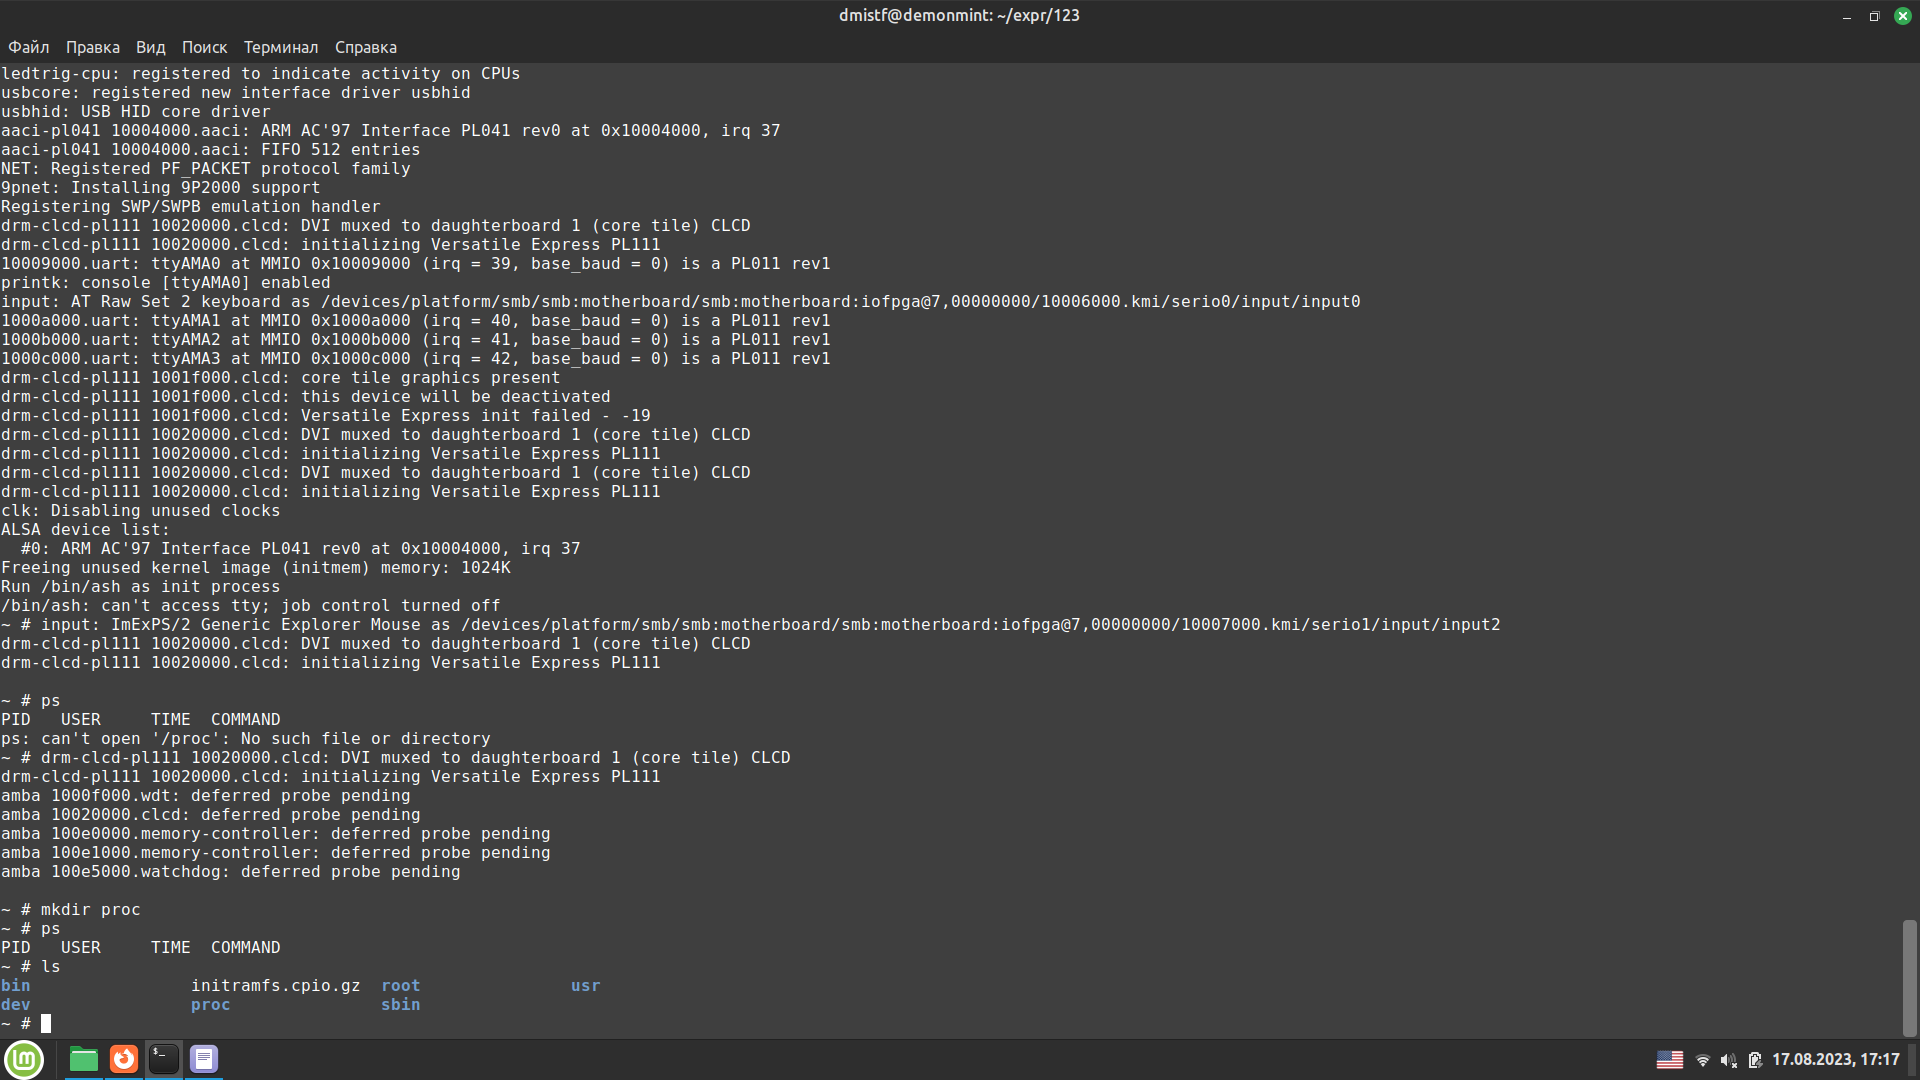 dmistf@demonmint: ~/expr/123
Файл Правка Вид Поиск Терминал Справка
ledtrig-cpu: registered to indicate activity on CPUs
usbcore: registered new interface driver usbhid
usbhid: USB HID core driver
aaci-pl041 10004000.aaci: ARM AC'97 Interface PL041 rev0 at 0x10004000, irq 37
aaci-pl041 10004000.aaci: FIFO 512 entries
NET: Registered PF_PACKET protocol family
9pnet: Installing 9P2000 support
Registering SWP/SWPB emulation handler
drm-clcd-pl111 10020000.clcd: DVI muxed to daughterboard 1 (core tile) CLCD
drm-clcd-pl111 10020000.clcd: initializing Versatile Express PL111
10009000.uart: ttyAMA0 at MMIO 0x10009000 (irq = 39, base_baud = 0) is a PL011 rev1
printk: console [ttyAMA0] enabled
input: AT Raw Set 2 keyboard as /devices/platform/smb/smb:motherboard/smb:motherboard:iofpga@7,00000000/10006000.kmi/serio0/input/input0
1000a000.uart: ttyAMA1 at MMIO 0x1000a000 (irq = 40, base_baud = 0) is a PL011 rev1
1000b000.uart: ttyAMA2 at MMIO 0x1000b000 (irq = 41, base_baud = 0) is a PL011 rev1
1000c000.uart: ttyAMA3 at MMIO 0x1000c000 (irq = 42, base_baud = 0) is a PL011 rev1
drm-clcd-pl111 1001f000.clcd: core tile graphics present
drm-clcd-pl111 1001f000.clcd: this device will be deactivated
drm-clcd-pl111 1001f000.clcd: Versatile Express init failed - -19
drm-clcd-pl111 10020000.clcd: DVI muxed to daughterboard 1 (core tile) CLCD
drm-clcd-pl111 10020000.clcd: initializing Versatile Express PL111
drm-clcd-pl111 10020000.clcd: DVI muxed to daughterboard 1 (core tile) CLCD
drm-clcd-pl111 10020000.clcd: initializing Versatile Express PL111
clk: Disabling unused clocks
ALSA device list:
  #0: ARM AC'97 Interface PL041 rev0 at 0x10004000, irq 37
Freeing unused kernel image (initmem) memory: 1024K
Run /bin/ash as init process
/bin/ash: can't access tty; job control turned off
~ # input: ImExPS/2 Generic Explorer Mouse as /devices/platform/smb/smb:motherboard/smb:motherboard:iofpga@7,00000000/10007000.kmi/serio1/input/input2
drm-clcd-pl111 10020000.clcd: DVI muxed to daughterboard 1 (core tile) CLCD
drm-clcd-pl111 10020000.clcd: initializing Versatile Express PL111
~ # ps
PID   USER     TIME  COMMAND
ps: can't open '/proc': No such file or directory
~ # drm-clcd-pl111 10020000.clcd: DVI muxed to daughterboard 1 (core tile) CLCD
drm-clcd-pl111 10020000.clcd: initializing Versatile Express PL111
amba 1000f000.wdt: deferred probe pending
amba 10020000.clcd: deferred probe pending
amba 100e0000.memory-controller: deferred probe pending
amba 100e1000.memory-controller: deferred probe pending
amba 100e5000.watchdog: deferred probe pending
~ # mkdir proc
~ # ps
PID   USER     TIME  COMMAND
~ # ls
bin                initramfs.cpio.gz  root               usr
dev                proc               sbin
~ #
17.08.2023, 17:17